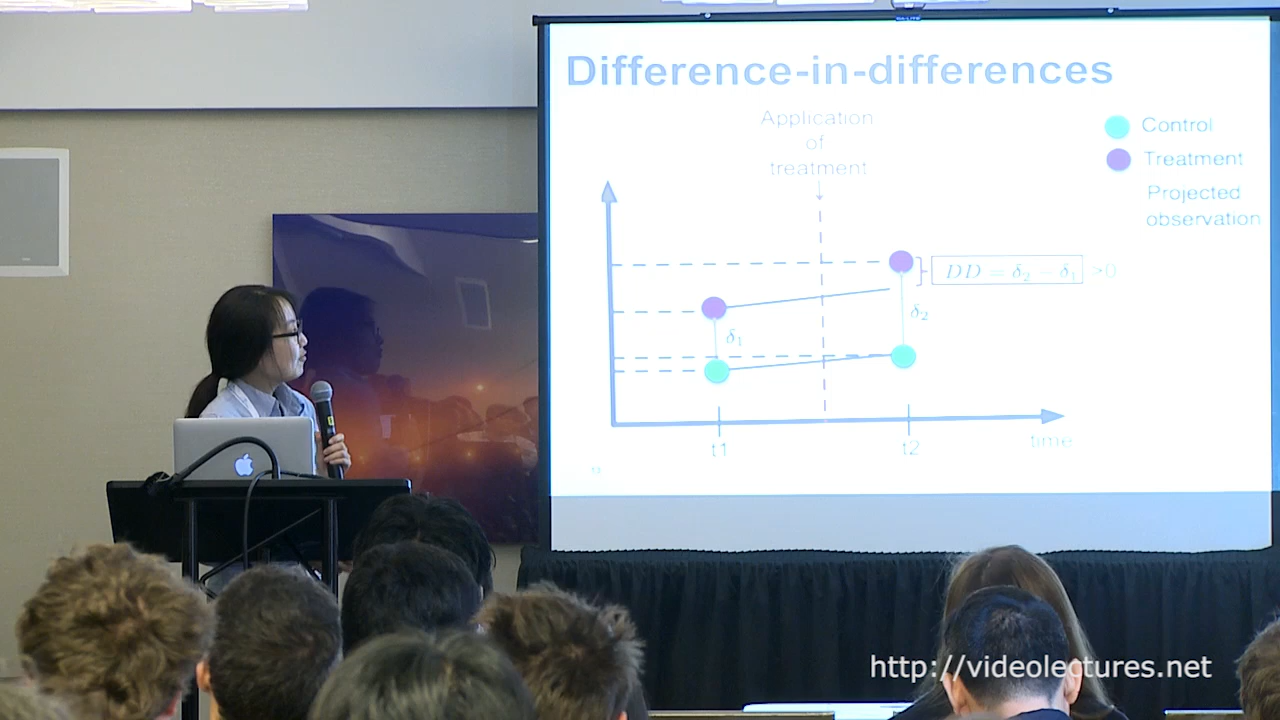 Difference-in-differences
Application
of
treatment
Control
Treatment
Projected
observation
DD = δ₂ − δ₁ >0
δ₂
δ₁
t1
t2
time
http://videolectures.net